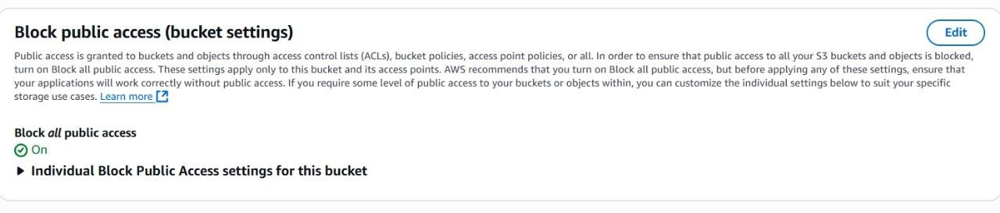 Block public access (bucket settings)
Edit
Public access is granted to buckets and objects through access control lists (ACLs), bucket policies, access point policies, or all. In order to ensure that public access to all your S3 buckets and objects is blocked,
turn on Block all public access. These settings apply only to this bucket and its access points. AWS recommends that you turn on Block all public access, but before applying any of these settings, ensure that
your applications will work correctly without public access. If you require some level of public access to your buckets or objects within, you can customize the individual settings below to suit your specific
storage use cases. Learn more
Block all public access
On
Individual Block Public Access settings for this bucket